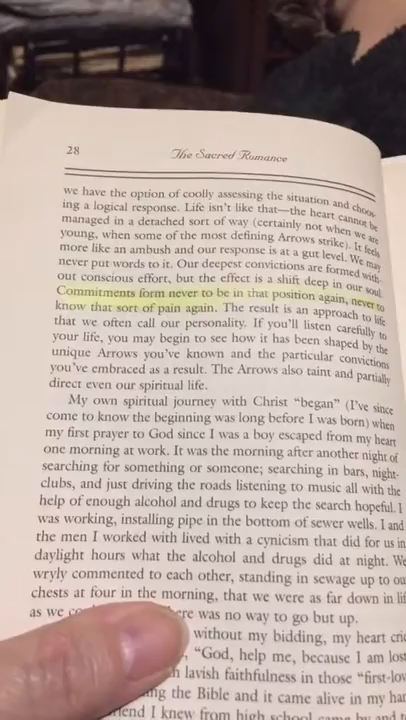 28
The Sacred Romance
we have the option of coolly assessing the situation and choos-
ing a logical response. Life isn't like that—the heart cannot be
managed in a detached sort of way (certainly not when we are
young, when some of the most defining Arrows strike). It feels
more like an ambush and our response is at a gut level. We may
never put words to it. Our deepest convictions are formed with-
out conscious effort, but the effect is a shift deep in our soul.
Commitments form never to be in that position again, never to
know that sort of pain again. The result is an approach to life
that we often call our personality. If you'll listen carefully to
your life, you may begin to see how it has been shaped by the
unique Arrows you've known and the particular convictions
you've embraced as a result. The Arrows also taint and partially
direct even our spiritual life.
My own spiritual journey with Christ "began" (I've since
come to know the beginning was long before I was born) when
my first prayer to God since I was a boy escaped from my heart
one morning at work. It was the morning after another night of
searching for something or someone; searching in bars, night-
clubs, and just driving the roads listening to music all with the
help of enough alcohol and drugs to keep the search hopeful. I
was working, installing pipe in the bottom of sewer wells. I and
the men I worked with lived with a cynicism that did for us in
daylight hours what the alcohol and drugs did at night. We
wryly commented to each other, standing in sewage up to our
chests at four in the morning, that we were as far down in life
as we was no way to go but up.
without my bidding, my heart
"God, help me, because I am lost
lavish faithfulness in those "first-
the Bible and it came alive in my
I knew from high school came by and